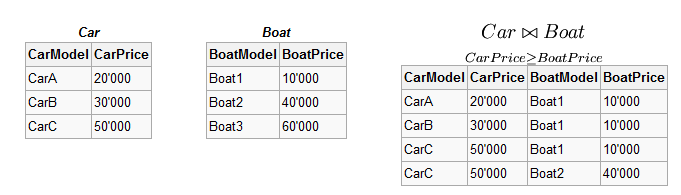 Car
CarModel CarPrice
CarA 20'000
CarB 30'000
CarC 50'000
Boat
BoatModel BoatPrice
Boat1 10'000
Boat2 40'000
Boat3 60'000
Car ⋈ Boat
CarPrice≥BoatPrice
CarModel CarPrice BoatModel BoatPrice
CarA 20'000 Boat1 10'000
CarB 30'000 Boat1 10'000
CarC 50'000 Boat1 10'000
CarC 50'000 Boat2 40'000